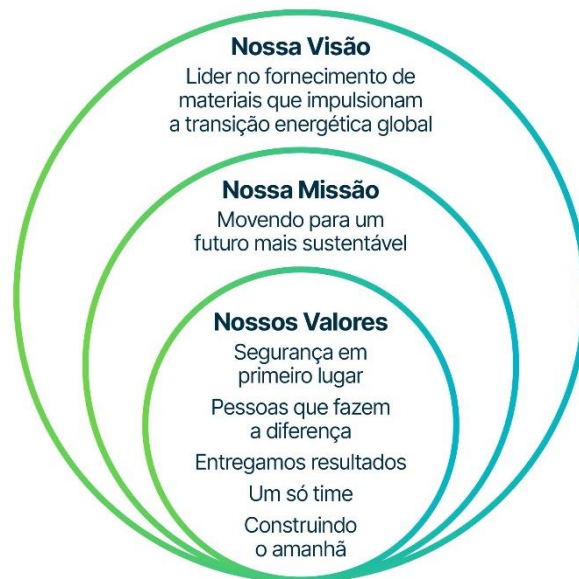 Nossa Visão
Lider no fornecimento de
materiais que impulsionam
a transição energética global
Nossa Missão
Movendo para um
futuro mais sustentável
Nossos Valores
Segurança em
primeiro lugar
Pessoas que fazem
a diferença
Entregamos resultados
Um só time
Construindo
o amanhã